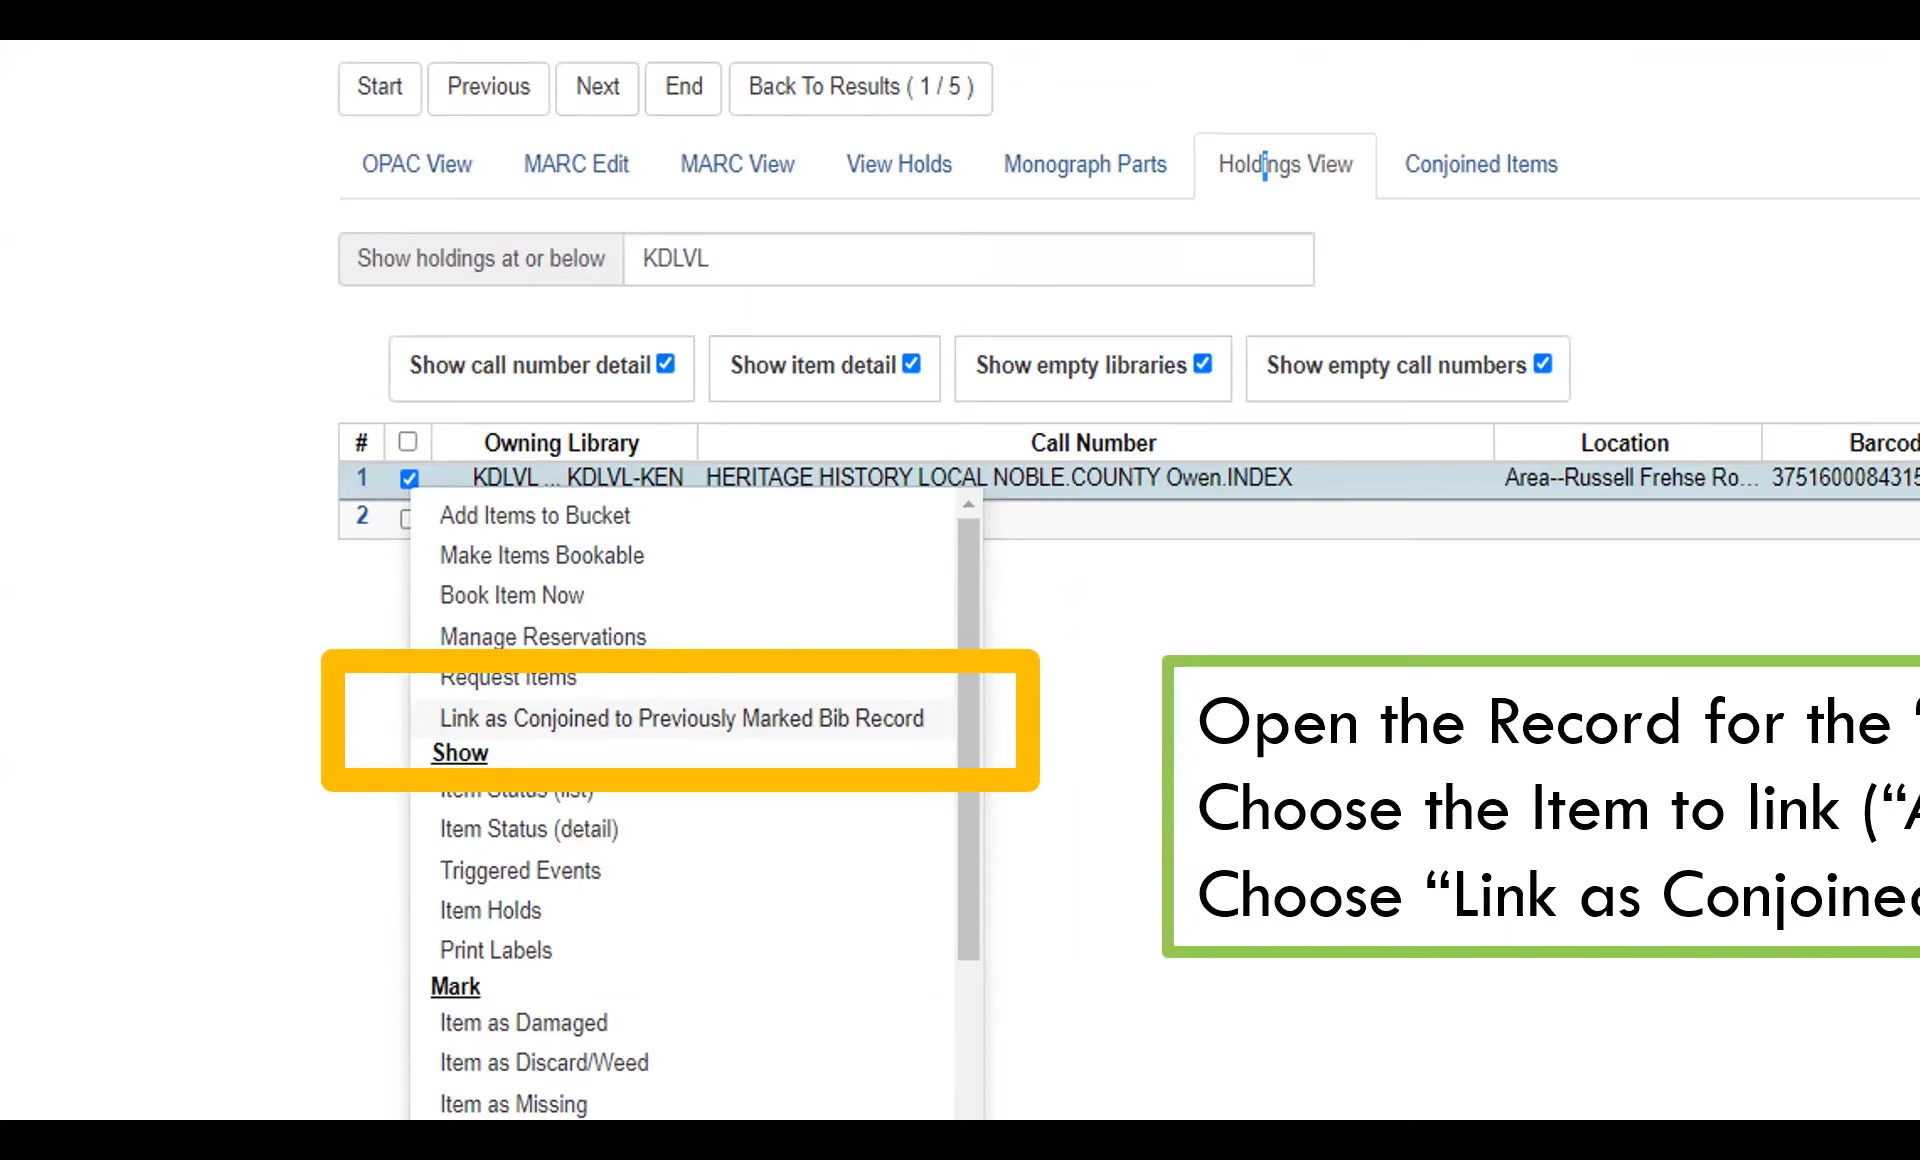 Start Previous Next End Back To Results ( 1 / 5 )
OPAC View MARC Edit MARC View View Holds Monograph Parts Holdings View Conjoined Items
Show holdings at or below KDLVL
Show call number detail Show item detail Show empty libraries Show empty call numbers
# Owning Library Call Number Location Barcod
1 KDLVL ... KDLVL-KEN HERITAGE HISTORY LOCAL NOBLE.COUNTY Owen.INDEX Area--Russell Frehse Ro... 3751600084315
2
Add Items to Bucket
Make Items Bookable
Book Item Now
Manage Reservations
Request Items
Link as Conjoined to Previously Marked Bib Record
Show
Item Status (list)
Item Status (detail)
Triggered Events
Item Holds
Print Labels
Mark
Item as Damaged
Item as Discard/Weed
Item as Missing
Open the Record for the “
Choose the Item to link (“A
Choose “Link as Conjoined